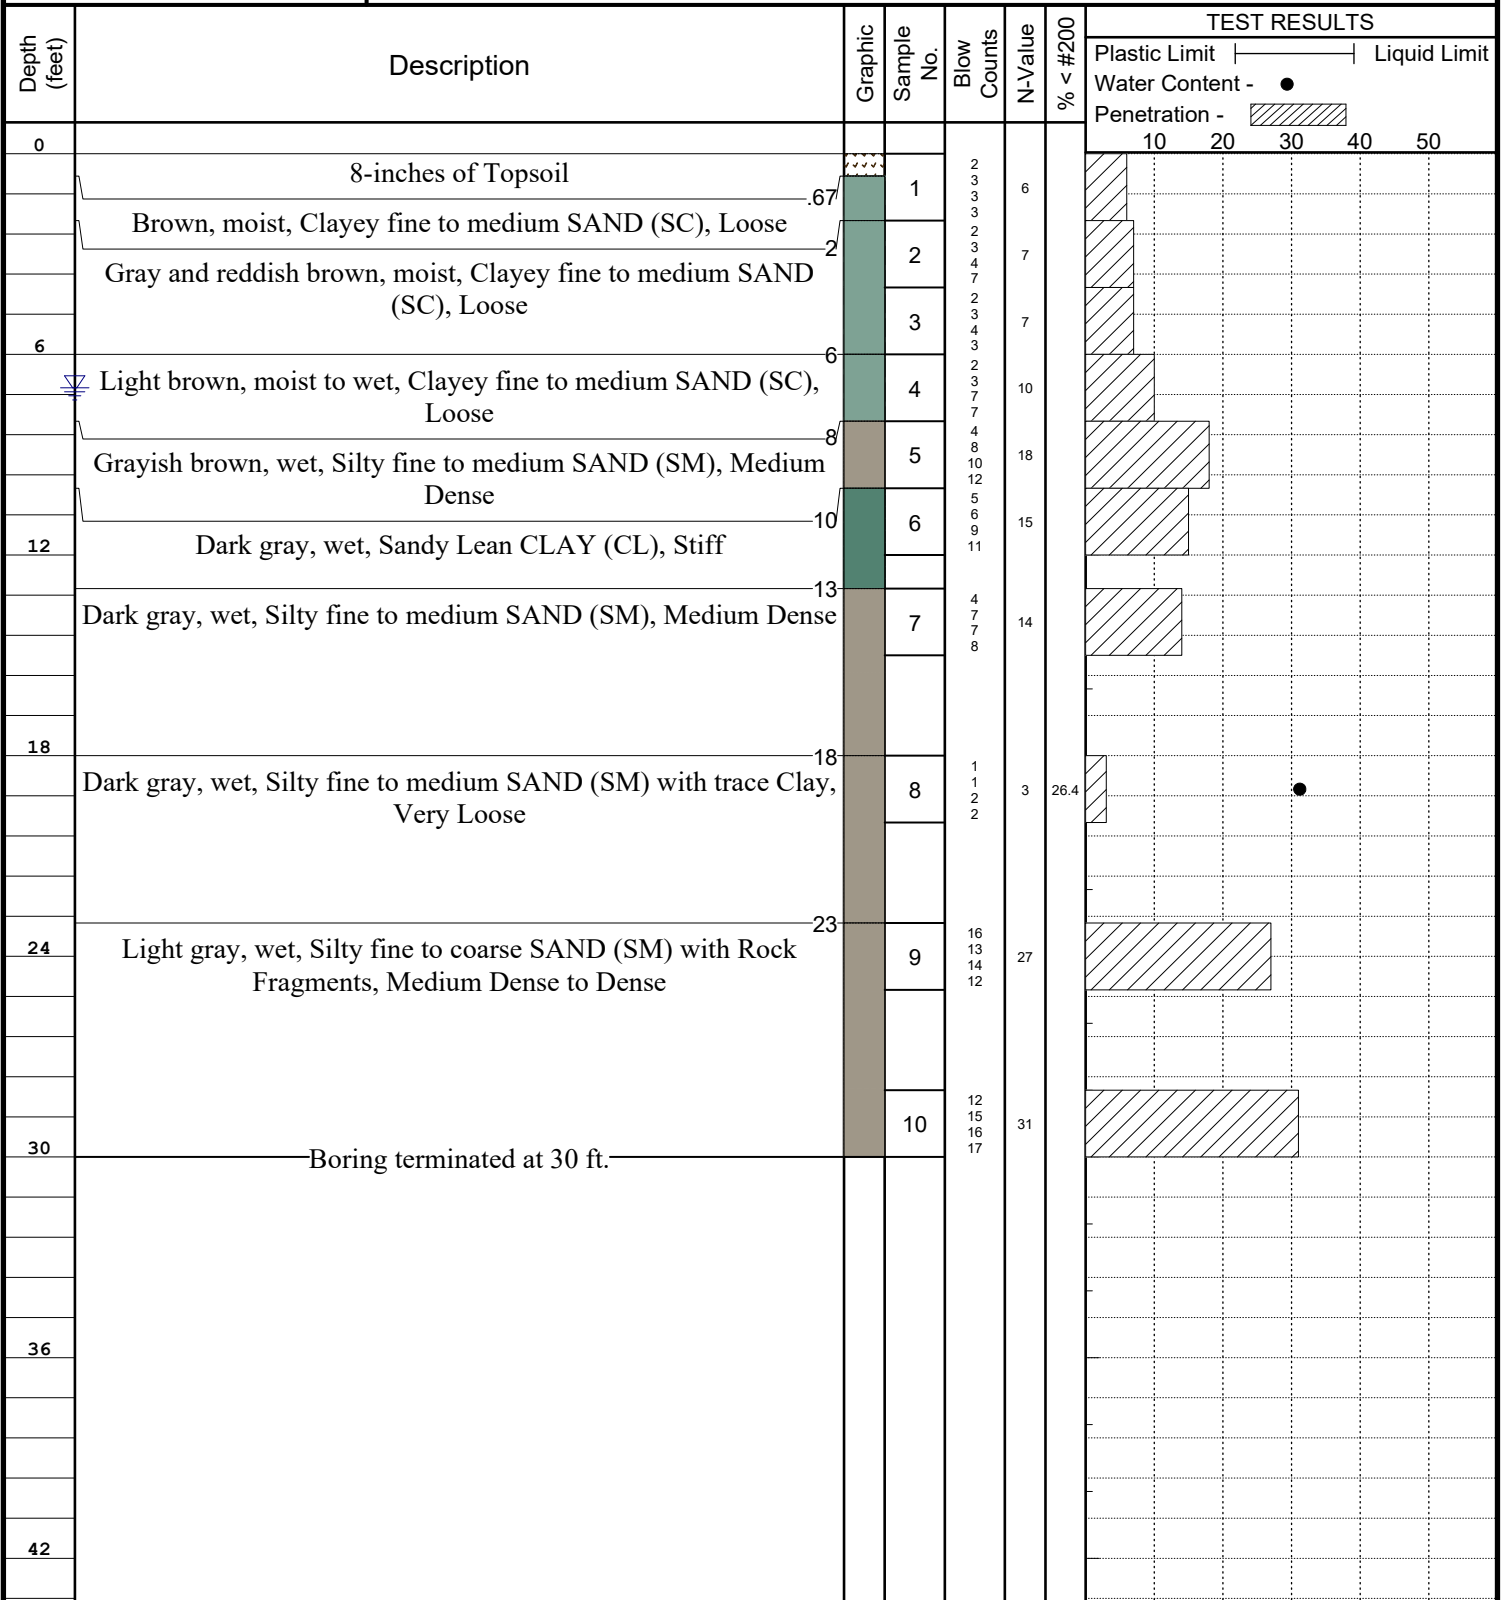 Depth (feet)
Description
Graphic
Sample No.
Blow Counts
N-Value
% < #200
TEST RESULTS
Plastic Limit
Liquid Limit
Water Content -
Penetration -
10 20 30 40 50
0
8-inches of Topsoil
.67
1
2
3
3
3
6
Brown, moist, Clayey fine to medium SAND (SC), Loose
2
2
2
3
4
7
7
Gray and reddish brown, moist, Clayey fine to medium SAND
(SC), Loose
3
2
3
4
3
7
6
6
Light brown, moist to wet, Clayey fine to medium SAND (SC),
Loose
4
2
3
7
7
10
8
Grayish brown, wet, Silty fine to medium SAND (SM), Medium
Dense
5
4
8
10
12
18
10
Dark gray, wet, Sandy Lean CLAY (CL), Stiff
12
6
5
6
9
11
15
13
Dark gray, wet, Silty fine to medium SAND (SM), Medium Dense
7
4
7
7
8
14
18
18
Dark gray, wet, Silty fine to medium SAND (SM) with trace Clay,
Very Loose
8
1
1
2
2
3
26.4
23
24
Light gray, wet, Silty fine to coarse SAND (SM) with Rock
Fragments, Medium Dense to Dense
9
16
13
14
12
27
10
12
15
16
17
31
30
Boring terminated at 30 ft.
36
42